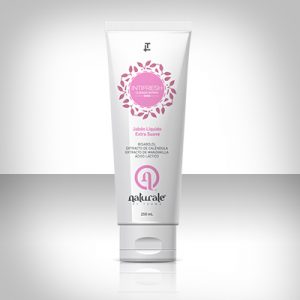 INTIFRESH
Jabón Líquido
Extra Suave
BISABOLOL
EXTRACTO DE CALÉNDULA
EXTRACTO DE MANZANILLA
ÁCIDO LÁCTICO
naturale
250 mL